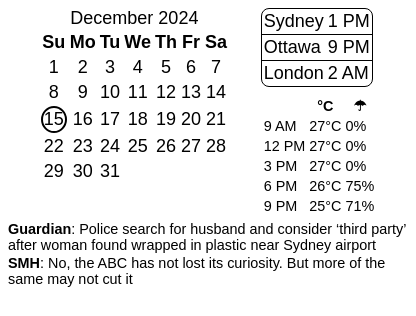 December 2024
Su Mo Tu We Th Fr Sa
1 2 3 4 5 6 7
8 9 10 11 12 13 14
15 16 17 18 19 20 21
22 23 24 25 26 27 28
29 30 31
Sydney 1 PM
Ottawa 9 PM
London 2 AM
°C ☂
9 AM 27°C 0%
12 PM 27°C 0%
3 PM 27°C 0%
6 PM 26°C 75%
9 PM 25°C 71%
Guardian: Police search for husband and consider ‘third party’
after woman found wrapped in plastic near Sydney airport
SMH: No, the ABC has not lost its curiosity. But more of the
same may not cut it